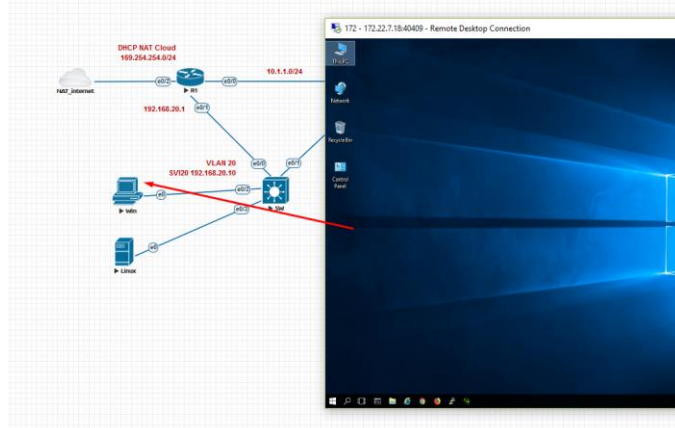 172 - 172.22.7.18:40409 - Remote Desktop Connection
DHCP NAT Cloud
169.254.254.0/24
This PC
10.1.1.0/24
e0/2
e0/0
NAT_internet
R1
Network
192.168.20.1
e0/1
Recycle Bin
VLAN 20
SVI20 192.168.20.10
e0/0
e0/1
Control
Panel
e0
e0/2
Win
e0/3
SW
e0
Linux